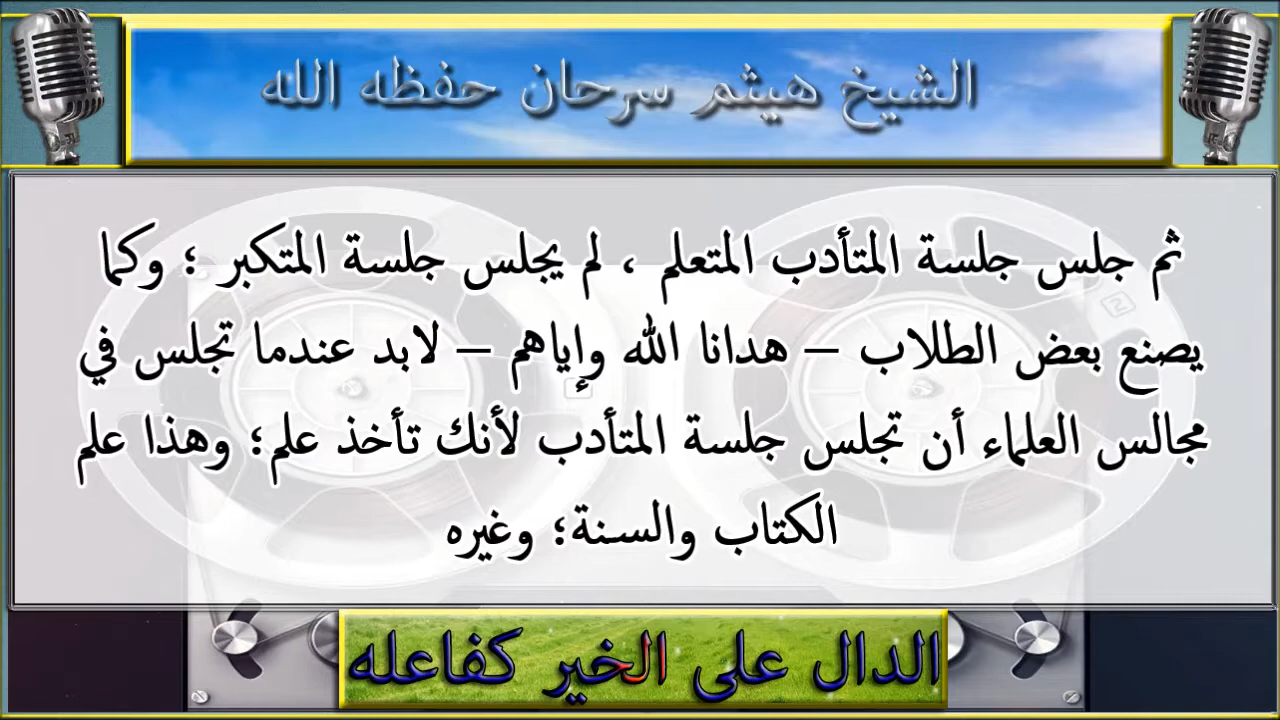 الشيخ هيثم سرحان حفظه الله
ثم جلس جلسة المتأدب المتعلم ، لم يجلس جلسة المتكبر ؛ وكما
يصنع بعض الطلاب – هدانا الله وإياهم – لابد عندما تجلس في
مجالس العلماء أن تجلس جلسة المتأدب لأنك تأخذ علم؛ وهذا علم
الكتاب والسنة؛ وغيره
الدال على الخير كفاعله